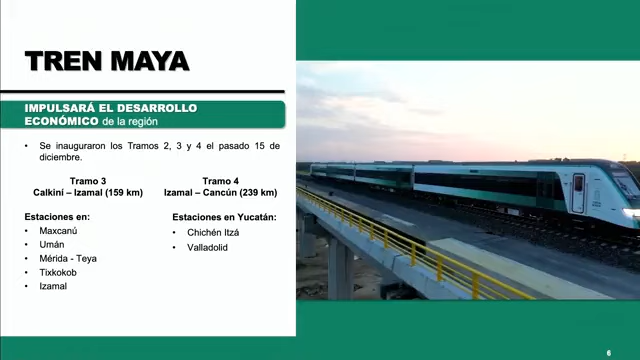 TREN MAYA
IMPULSARÁ EL DESARROLLO
ECONÓMICO de la región
• Se inauguraron los Tramos 2, 3 y 4 el pasado 15 de
diciembre.
Tramo 3
Calkiní – Izamal (159 km)
Estaciones en:
• Maxcanú
• Umán
• Mérida - Teya
• Tixkokob
• Izamal
Tramo 4
Izamal – Cancún (239 km)
Estaciones en Yucatán:
• Chichén Itzá
• Valladolid
6